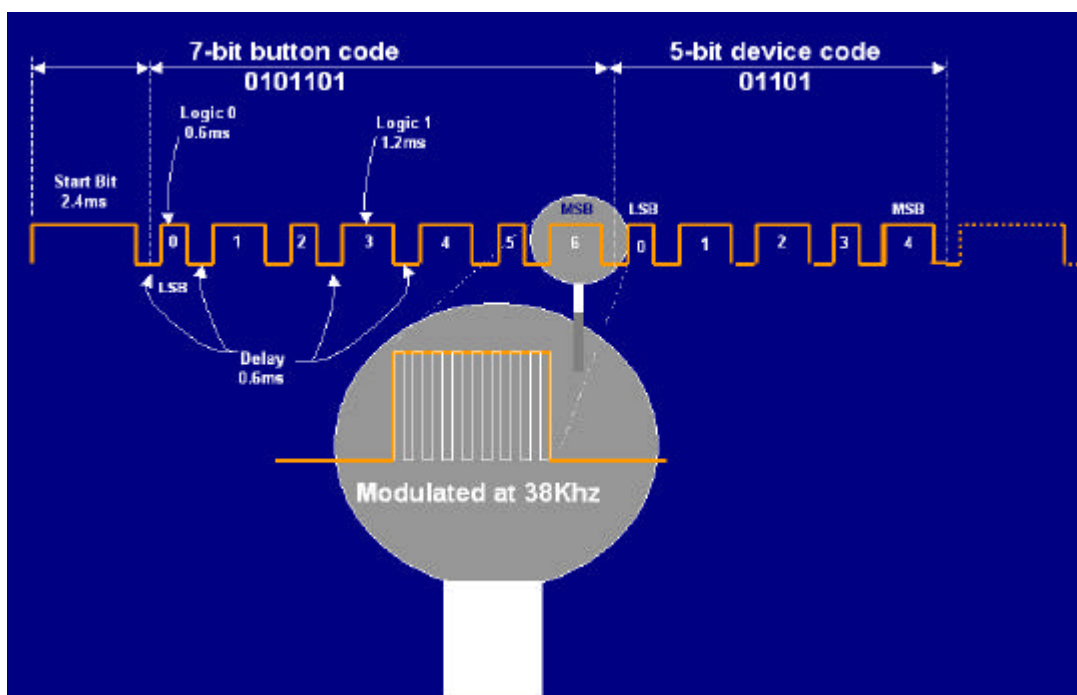 7-bit button code
0101101
5-bit device code
01101
Logic 0
0.6ms
Logic 1
1.2ms
Start Bit
2.4ms
MSB
LSB
MSB
0
1
2
3
4
5
6
0
1
2
3
4
LSB
Delay
0.6ms
Modulated at 38Khz